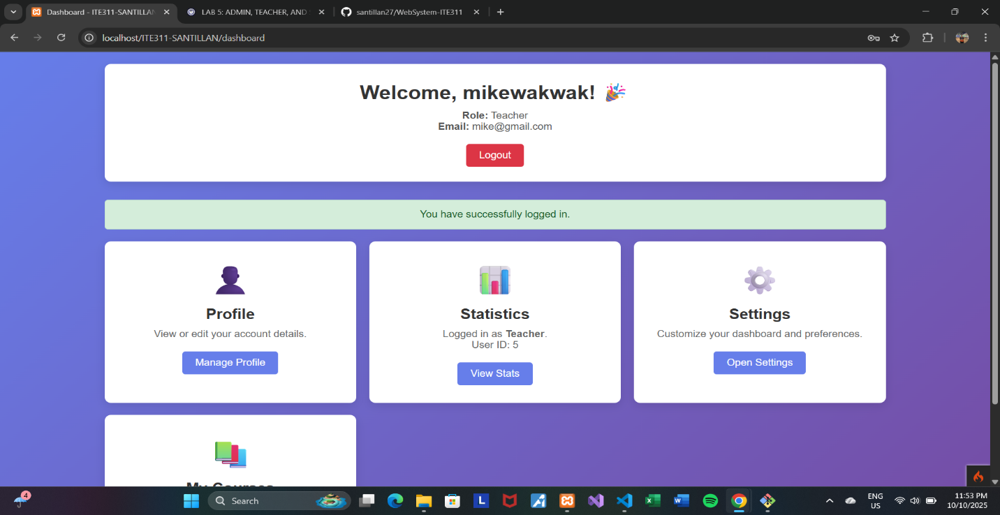 Dashboard - ITE311-SANTILLAN
LAB 5: ADMIN, TEACHER, AND
santillan27/WebSystem-ITE311
localhost/ITE311-SANTILLAN/dashboard
Welcome, mikewakwak!
Role: Teacher
Email: mike@gmail.com
Logout
You have successfully logged in.
Profile
View or edit your account details.
Manage Profile
Statistics
Logged in as Teacher.
User ID: 5
View Stats
Settings
Customize your dashboard and preferences.
Open Settings
My Courses
4
Search
L
ENG
US
11:53 PM
10/10/2025